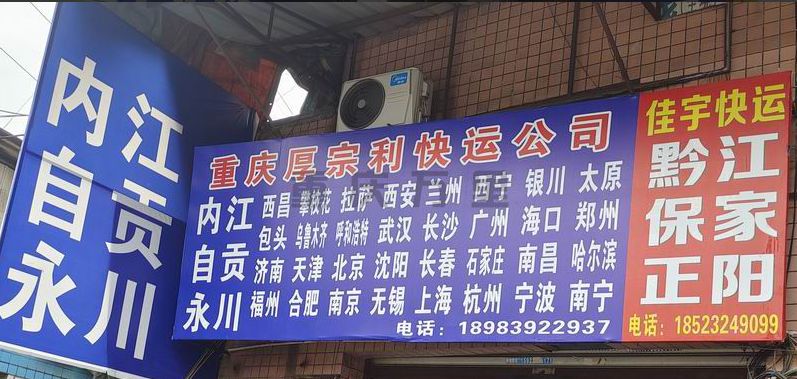 内江
自贡
永川
重庆厚宗利快运公司
内江
自贡
永川
西昌 攀枝花 拉萨 西安 兰州 西宁 银川 太原
包头 乌鲁木齐 呼和浩特 武汉 长沙 广州 海口 郑州
济南 天津 北京 沈阳 长春 石家庄 南昌 哈尔滨
福州 合肥 南京 无锡 上海 杭州 宁波 南宁
电话：18983922937
佳宇快运
黔江
保家
正阳
电话：18523249099